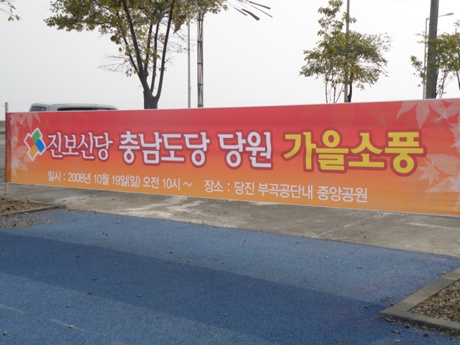 진보신당 충남도당 당원 가을소풍
일시 : 2008년 10월 19일(일) 오전 10시 ~ 장소 : 당진 부곡공단내 중앙공원